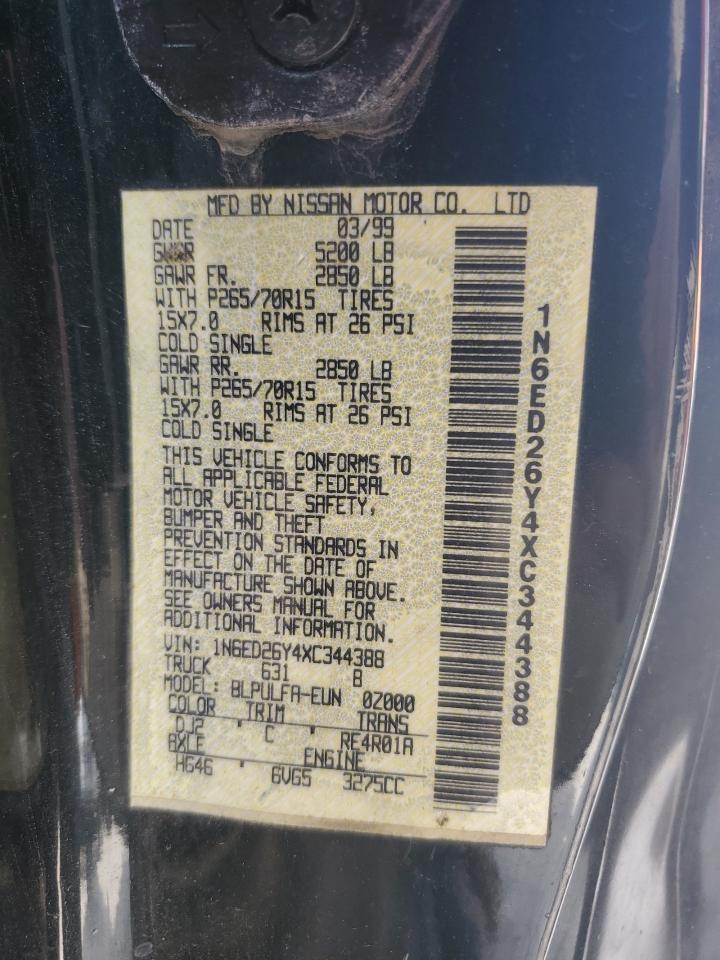 MFD BY NISSAN MOTOR CO. LTD
DATE 03/99
GVWR 5200 LB
GAWR FR. 2850 LB
WITH P265/70R15 TIRES
15X7.0 RIMS AT 26 PSI
COLD SINGLE
GAWR RR. 2850 LB
WITH P265/70R15 TIRES
15X7.0 RIMS AT 26 PSI
COLD SINGLE
THIS VEHICLE CONFORMS TO
ALL APPLICABLE FEDERAL
MOTOR VEHICLE SAFETY,
BUMPER AND THEFT
PREVENTION STANDARDS IN
EFFECT ON THE DATE OF
MANUFACTURE SHOWN ABOVE.
SEE OWNERS MANUAL FOR
ADDITIONAL INFORMATION.
VIN: 1N6ED26Y4XC344388
TRUCK 631 B
MODEL: BLPULFA-EUN 0Z000
COLOR TRIM TRANS
DJ2 C RE4R01A
AXLE ENGINE
HG46 6VG5 3275CC
1N6ED26Y4XC344388